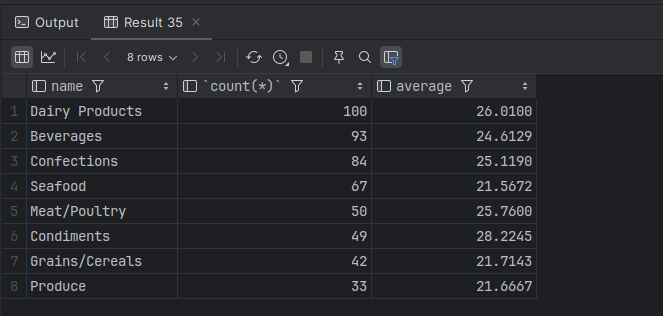 Output Result 35 ×
8 rows
name `count(*)` average
1 Dairy Products 100 26.0100
2 Beverages 93 24.6129
3 Confections 84 25.1190
4 Seafood 67 21.5672
5 Meat/Poultry 50 25.7600
6 Condiments 49 28.2245
7 Grains/Cereals 42 21.7143
8 Produce 33 21.6667